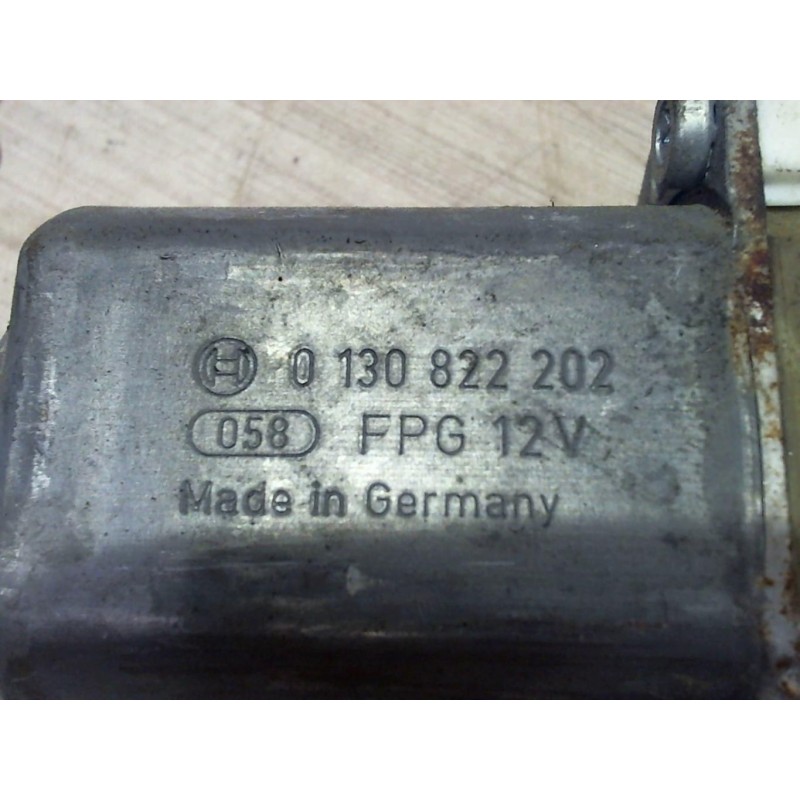 0 130 822 202
058 FPG 12V
Made in Germany